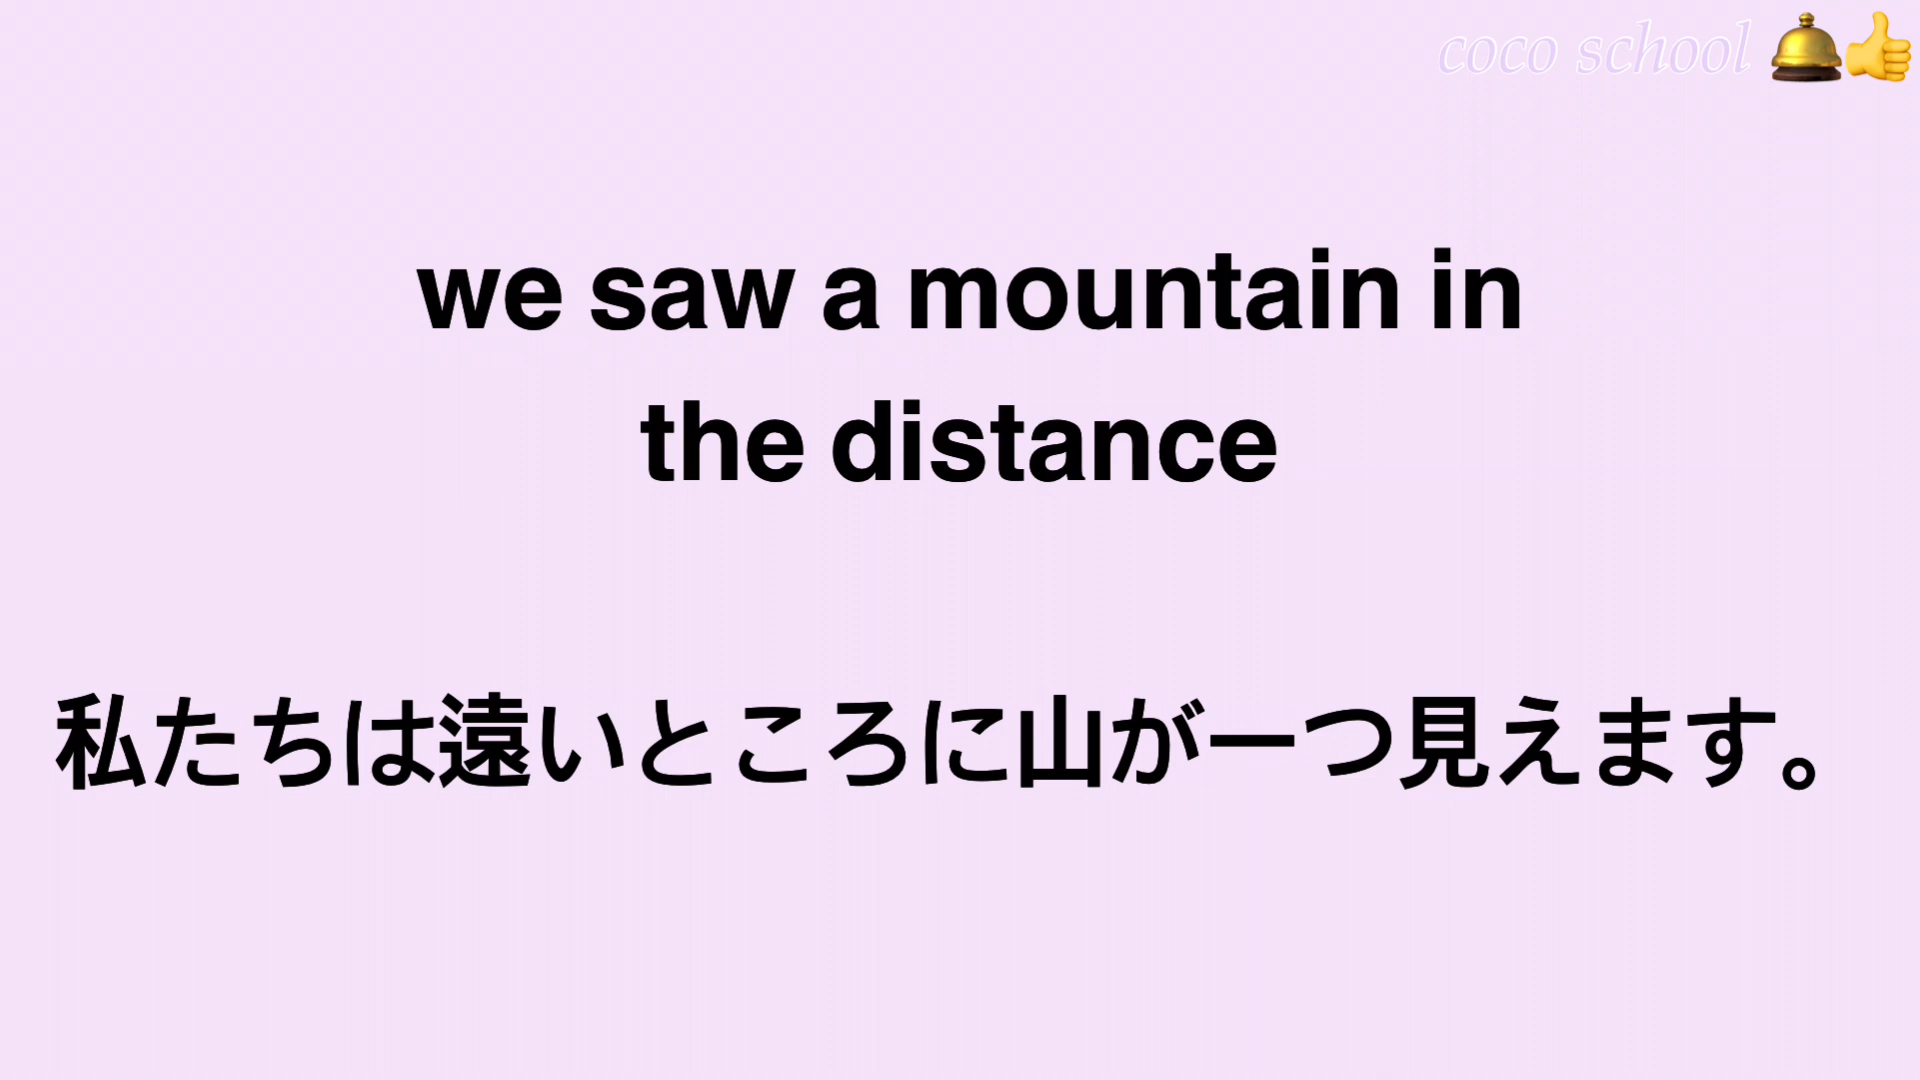 coco school
we saw a mountain in
the distance
私たちは遠いところに山が一つ見えます。